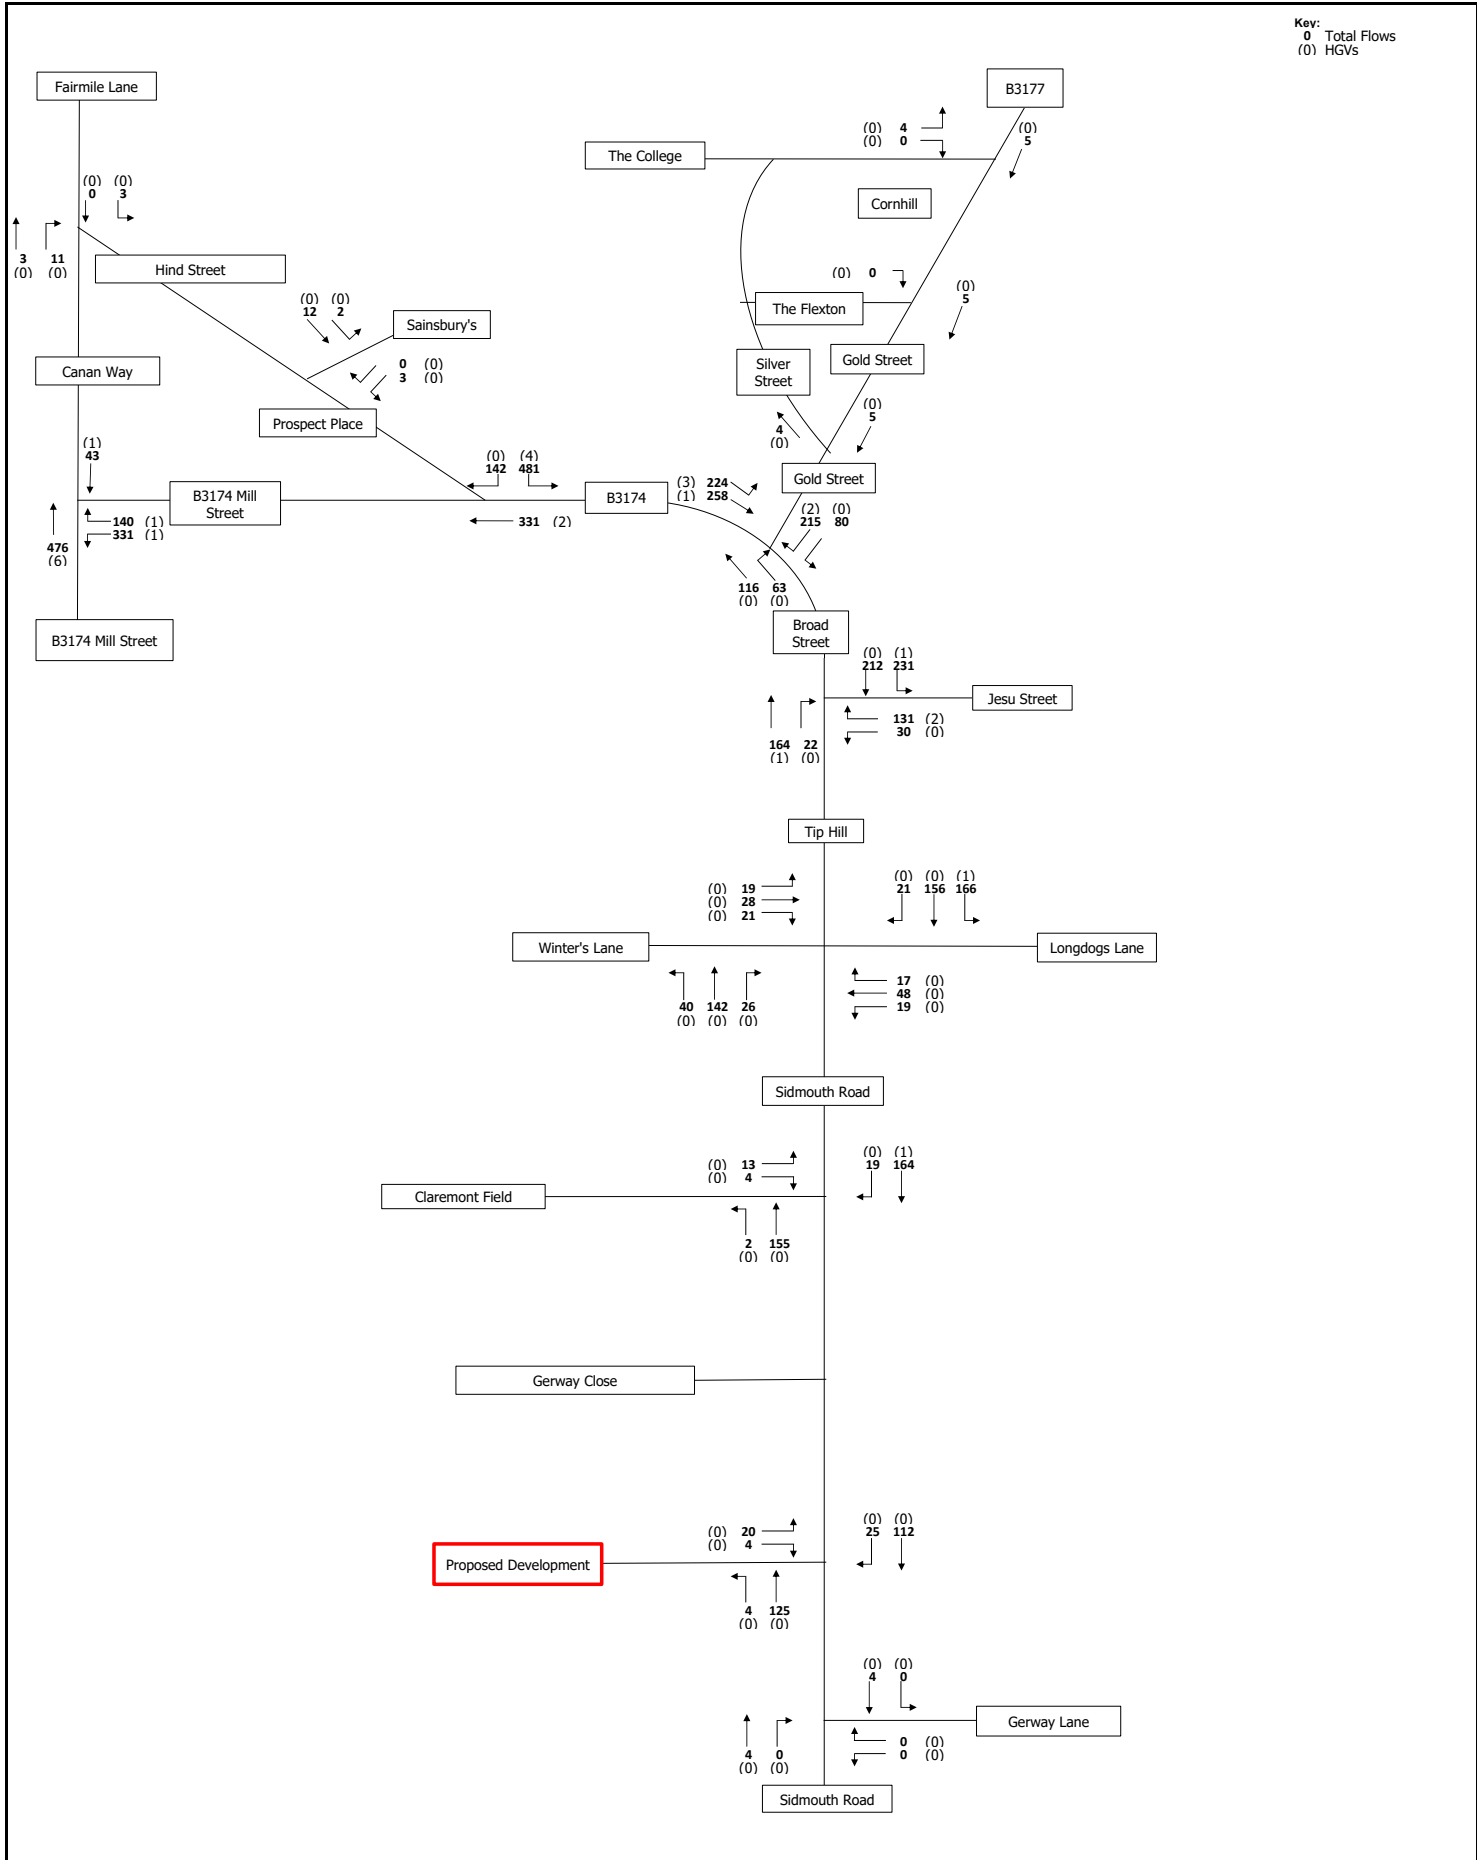 Key:
0 Total Flows
(0) HGVs
Fairmile Lane
B3177
(0) 4
(0) 0
(0)
5
The College
Cornhill
(0) (0)
0 3
3 11
(0) (0)
Hind Street
(0) 0
The Flexton
(0)
5
(0) (0)
12 2
Sainsbury's
0 (0)
3 (0)
Canan Way
Silver
Street
Gold Street
Prospect Place
4
(0)
(0)
5
(1)
43
(0) (4)
142 481
B3174 Mill
Street
B3174
(3) 224
(1) 258
Gold Street
140 (1)
331 (1)
476
(6)
331 (2)
(2) (0)
215 80
116 63
(0) (0)
B3174 Mill Street
Broad
Street
(0) (1)
212 231
Jesu Street
131 (2)
30 (0)
164 22
(1) (0)
Tip Hill
(0) 19
(0) 28
(0) 21
(0) (0) (1)
21 156 166
Winter's Lane
Longdogs Lane
40 142 26
(0) (0) (0)
17 (0)
48 (0)
19 (0)
Sidmouth Road
(0) 13
(0) 4
(0) (1)
19 164
Claremont Field
2 155
(0) (0)
Gerway Close
(0) 20
(0) 4
(0) (0)
25 112
Proposed Development
4 125
(0) (0)
(0) (0)
4 0
Gerway Lane
4 0
(0) (0)
0 (0)
0 (0)
Sidmouth Road